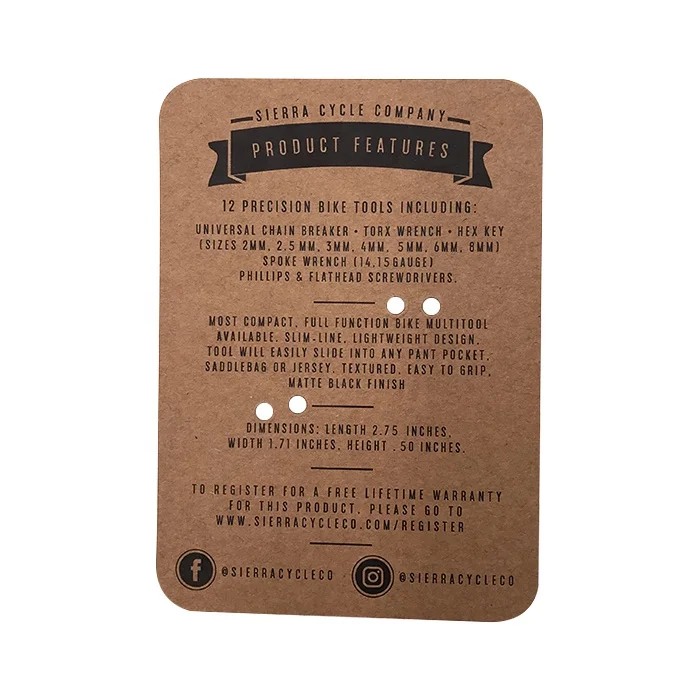 SIERRA CYCLE COMPANY
PRODUCT FEATURES
12 PRECISION BIKE TOOLS INCLUDING:
UNIVERSAL CHAIN BREAKER • TORX WRENCH • HEX KEY
(SIZES 2MM, 2.5MM, 3MM, 4MM, 5MM, 6MM, 8MM)
SPOKE WRENCH (14,15GAUGE)
PHILLIPS & FLATHEAD SCREWDRIVERS.
MOST COMPACT, FULL FUNCTION BIKE MULTITOOL
AVAILABLE. SLIM-LINE, LIGHTWEIGHT DESIGN.
TOOL WILL EASILY SLIDE INTO ANY PANT POCKET,
SADDLEBAG OR JERSEY. TEXTURED, EASY TO GRIP,
MATTE BLACK FINISH
DIMENSIONS: LENGTH 2.75 INCHES,
WIDTH 1.71 INCHES, HEIGHT .50 INCHES.
TO REGISTER FOR A FREE LIFETIME WARRANTY
FOR THIS PRODUCT, PLEASE GO TO
WWW.SIERRACYCLECO.COM/REGISTER
@SIERRACYCLECO @SIERRACYCLECO